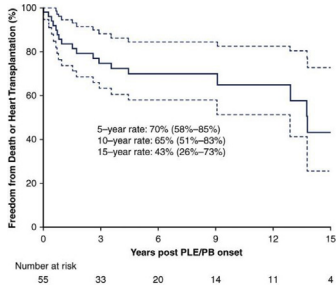 Freedom from Death or Heart Transplantation (%)
100
80
60
40
20
0
5–year rate: 70% (58%–85%)
10–year rate: 65% (51%–83%)
15–year rate: 43% (26%–73%)
0 3 6 9 12 15
Years post PLE/PB onset
Number at risk
55 33 20 14 11 4